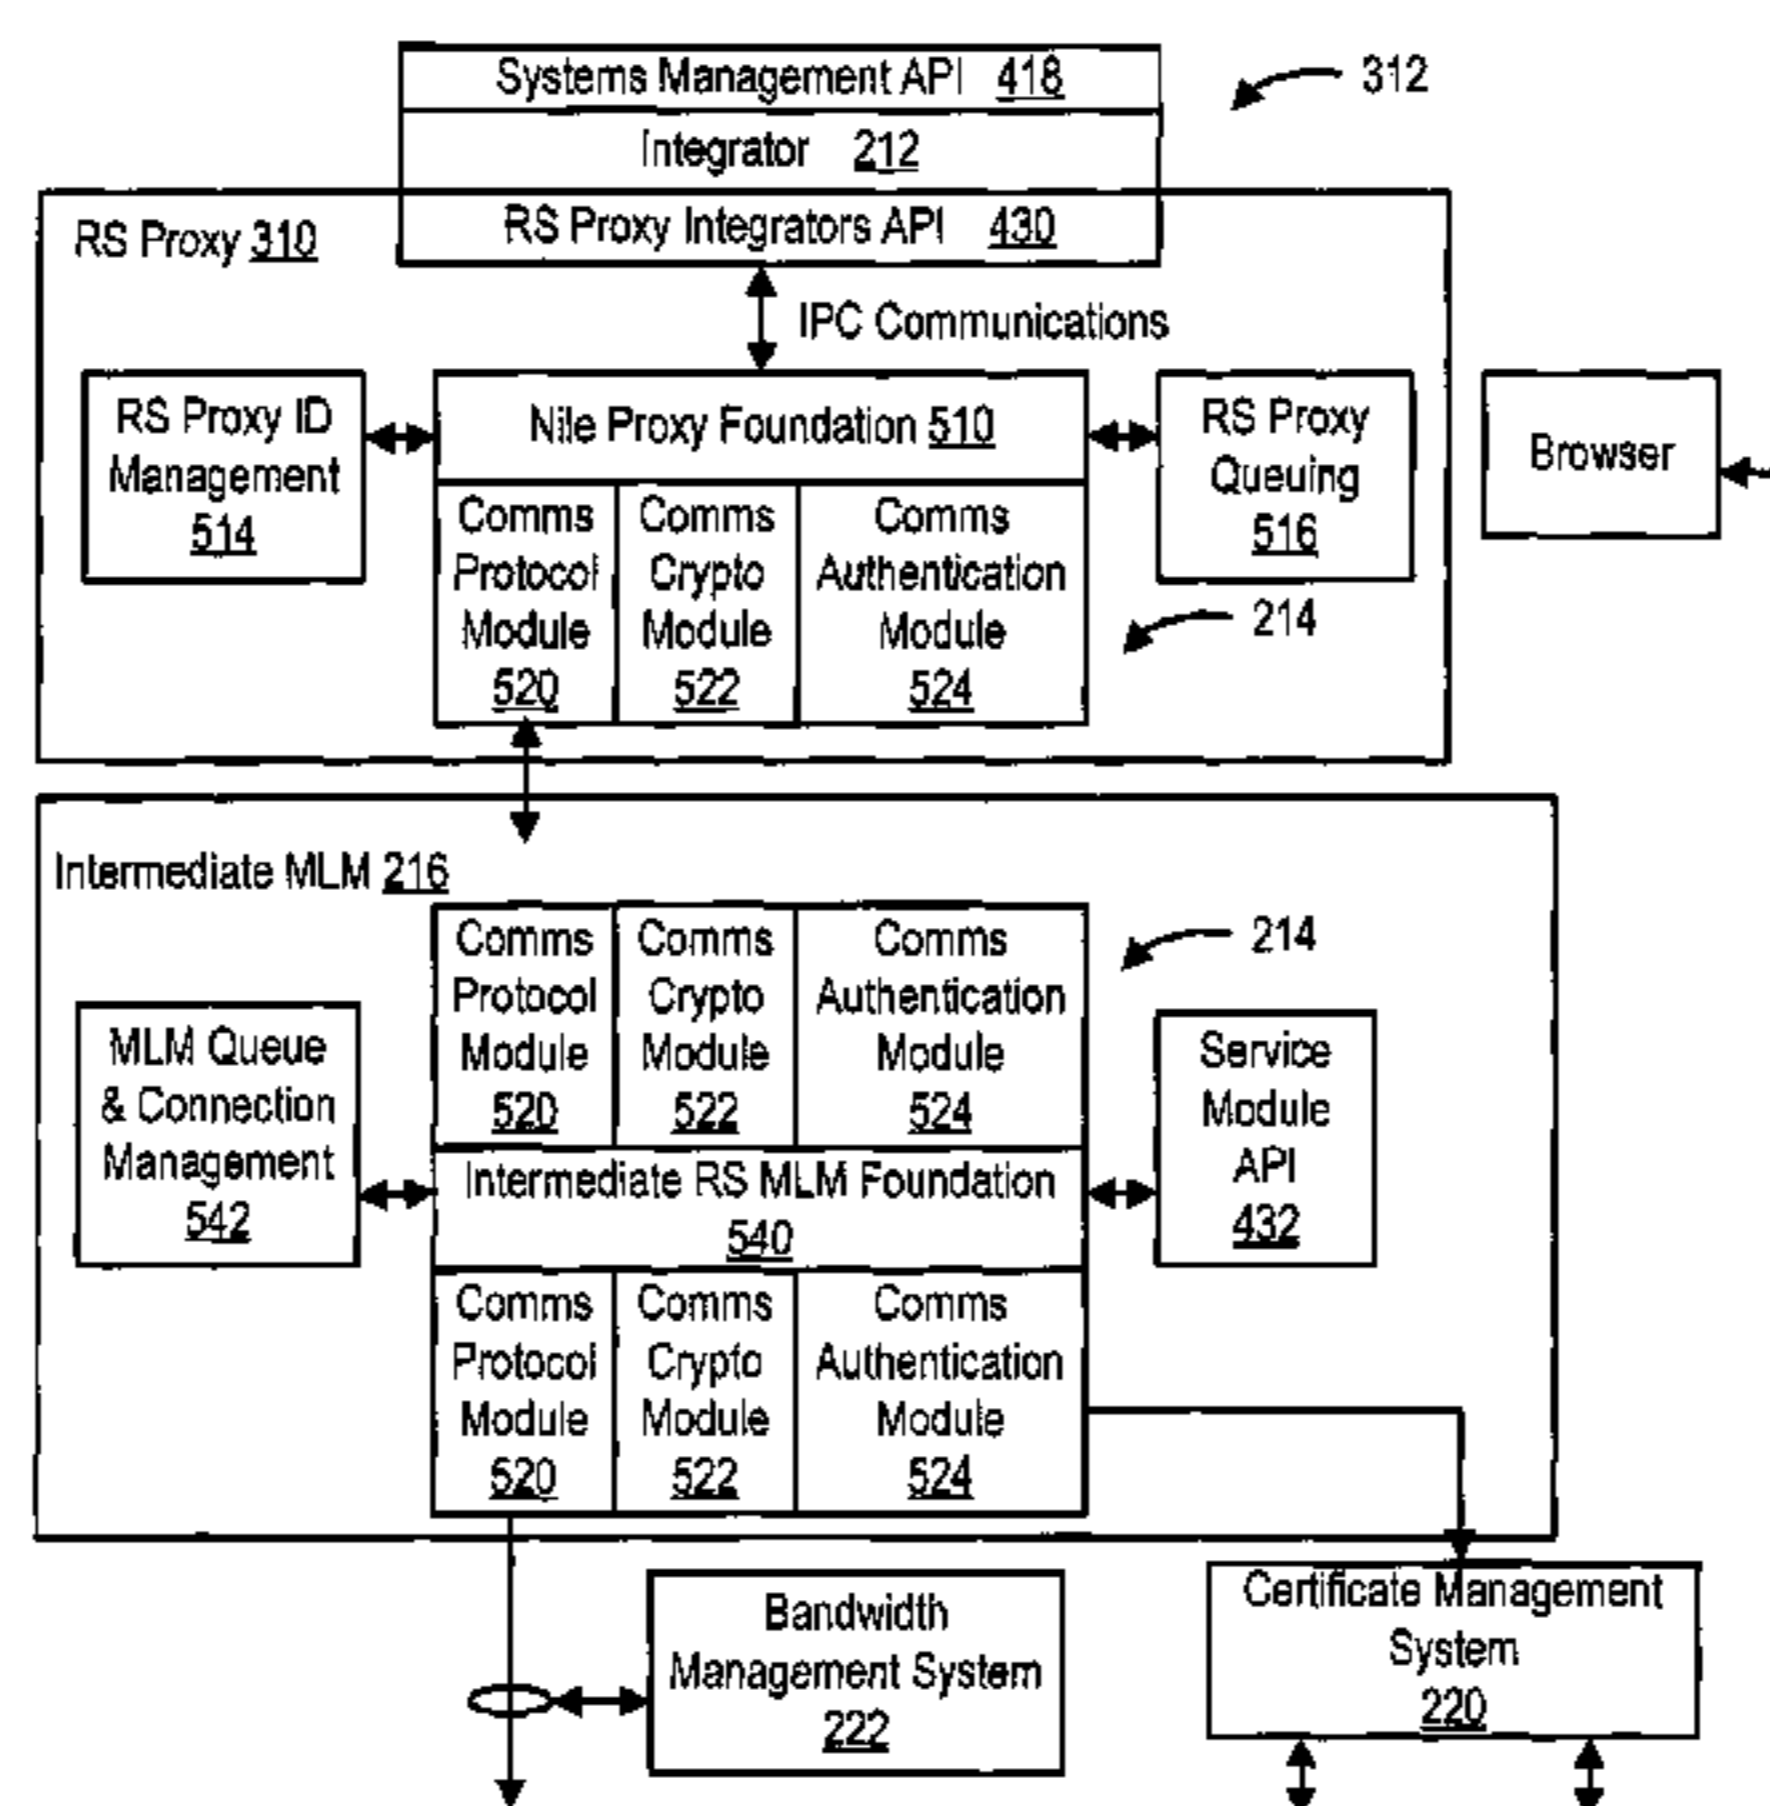 Systems Management API 418
312
Integrator 212
RS Proxy 310
RS Proxy Integrators API 430
IPC Communications
RS Proxy ID
Management
514
Nile Proxy Foundation 510
RS Proxy
Queuing
516
Browser
Comms
Protocol
Module
520
Comms
Crypto
Module
522
Comms
Authentication
Module
524
214
Intermediate MLM 216
Comms
Protocol
Module
520
Comms
Crypto
Module
522
Comms
Authentication
Module
524
214
MLM Queue
& Connection
Management
542
Intermediate RS MLM Foundation
540
Service
Module
API
432
Comms
Protocol
Module
520
Comms
Crypto
Module
522
Comms
Authentication
Module
524
Bandwidth
Management System
222
Certificate Management
System
220